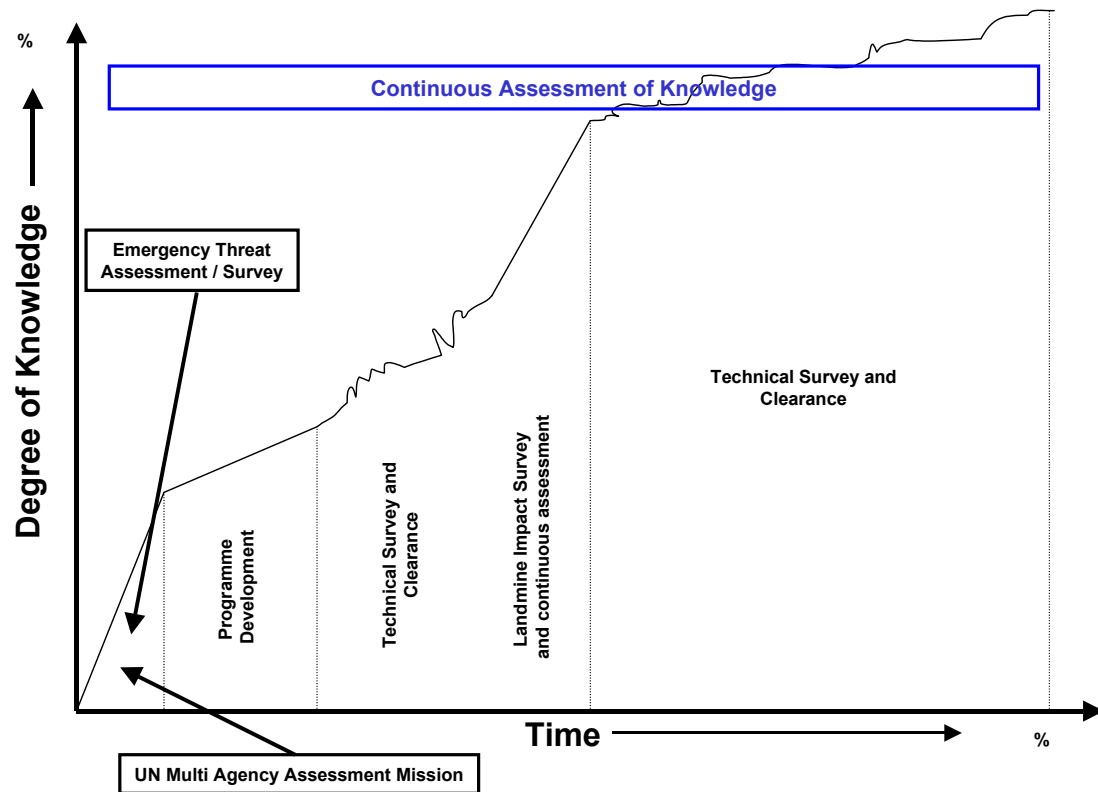 %
Continuous Assessment of Knowledge
Degree of Knowledge
Emergency Threat
Assessment / Survey
Programme
Development
Technical Survey and
Clearance
Landmine Impact Survey
and continuous assessment
Technical Survey and
Clearance
Time
%
UN Multi Agency Assessment Mission